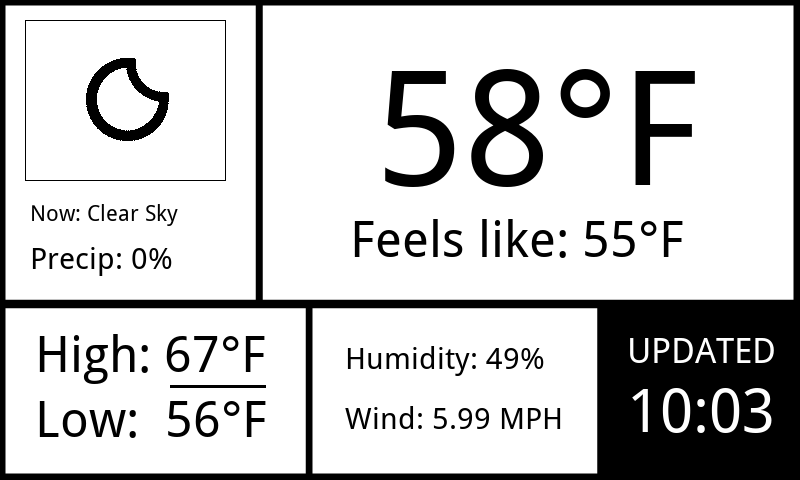 Now: Clear Sky
Precip: 0%
58°F
Feels like: 55°F
High: 67°F
Low: 56°F
Humidity: 49%
Wind: 5.99 MPH
UPDATED
10:03